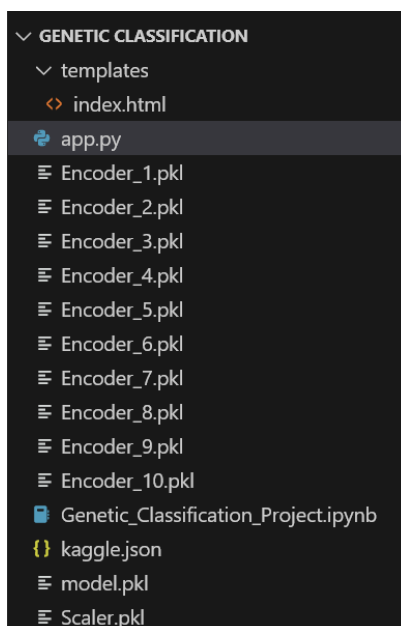 GENETIC CLASSIFICATION
templates
<> index.html
app.py
Encoder_1.pkl
Encoder_2.pkl
Encoder_3.pkl
Encoder_4.pkl
Encoder_5.pkl
Encoder_6.pkl
Encoder_7.pkl
Encoder_8.pkl
Encoder_9.pkl
Encoder_10.pkl
Genetic_Classification_Project.ipynb
{} kaggle.json
model.pkl
Scaler.pkl